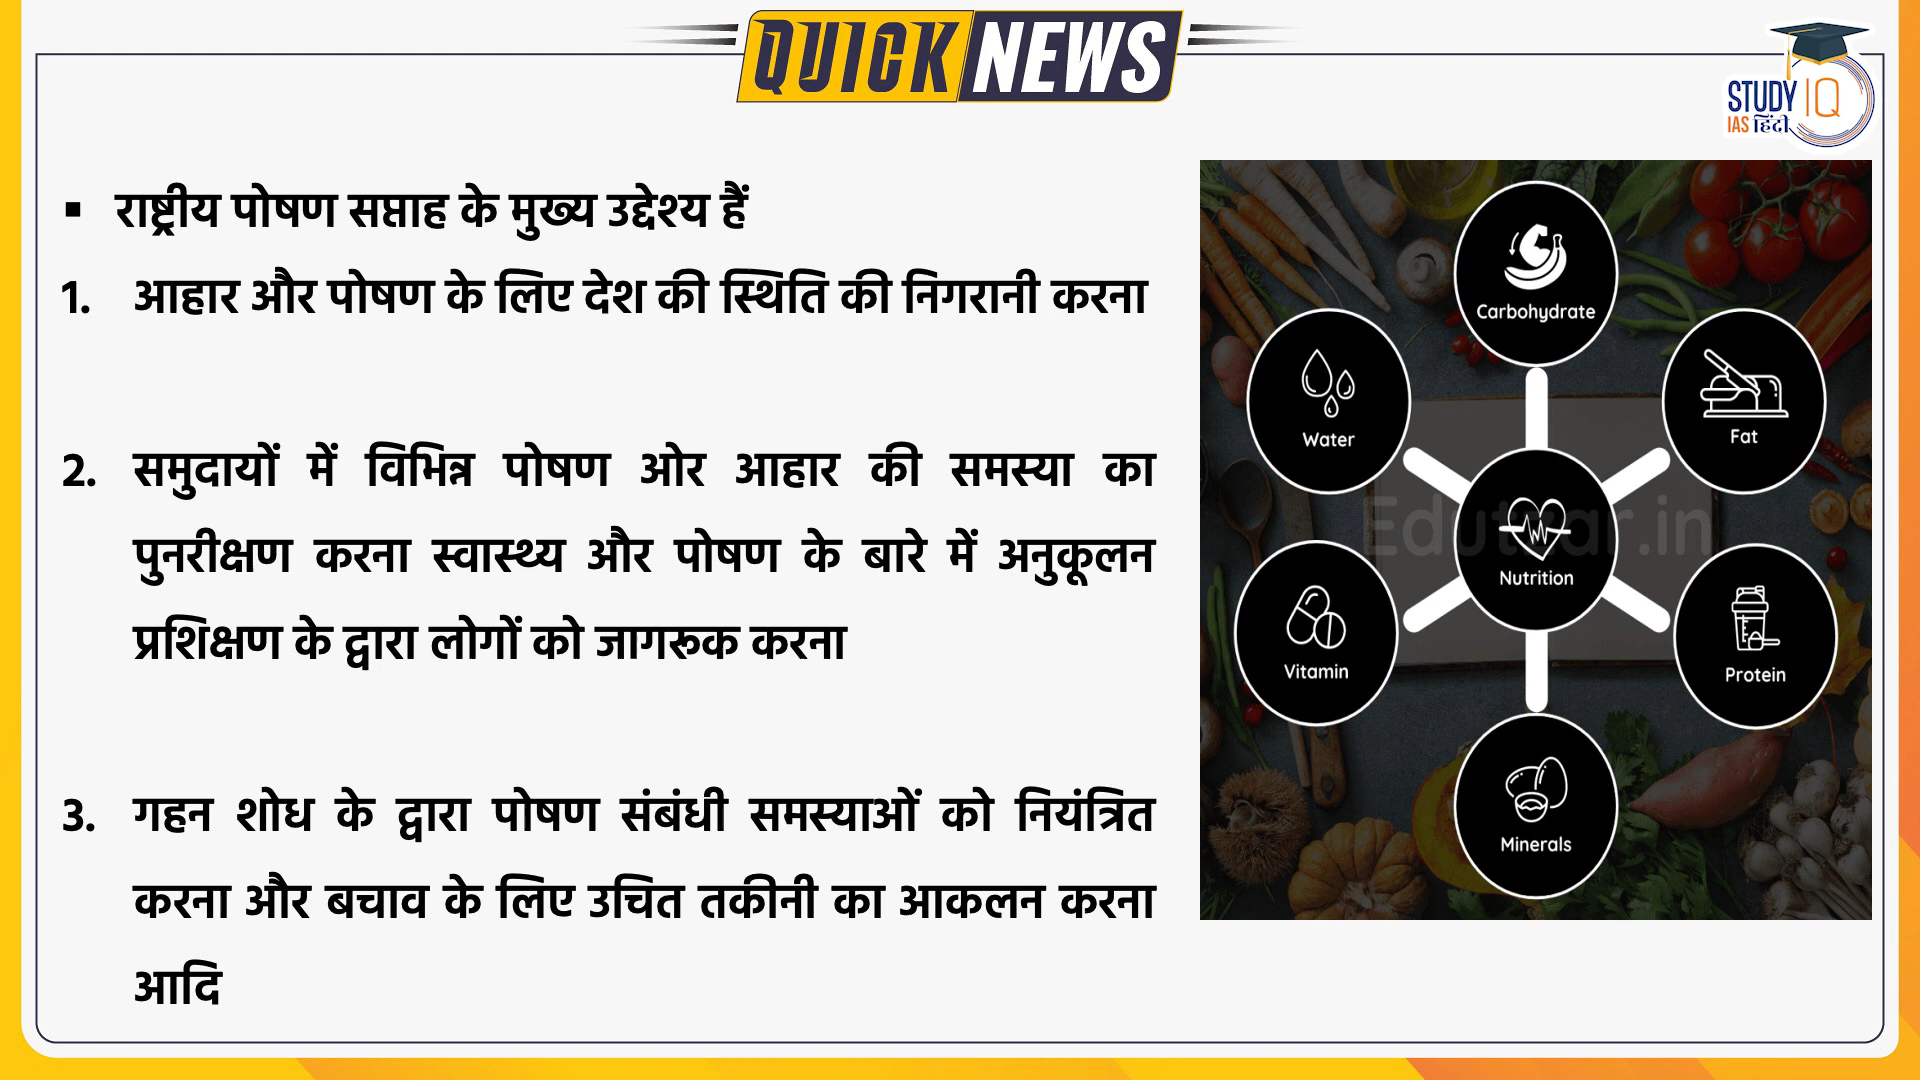 QUICK NEWS
STUDY IQ
IAS हिंदी
▪ राष्ट्रीय पोषण सप्ताह के मुख्य उद्देश्य हैं
1. आहार और पोषण के लिए देश की स्थिति की निगरानी करना
2. समुदायों में विभिन्न पोषण ओर आहार की समस्या का
पुनरीक्षण करना स्वास्थ्य और पोषण के बारे में अनुकूलन
प्रशिक्षण के द्वारा लोगों को जागरूक करना
3. गहन शोध के द्वारा पोषण संबंधी समस्याओं को नियंत्रित
करना और बचाव के लिए उचित तकीनी का आकलन करना
आदि
Carbohydrate
Water
Fat
Nutrition
Vitamin
Protein
Minerals